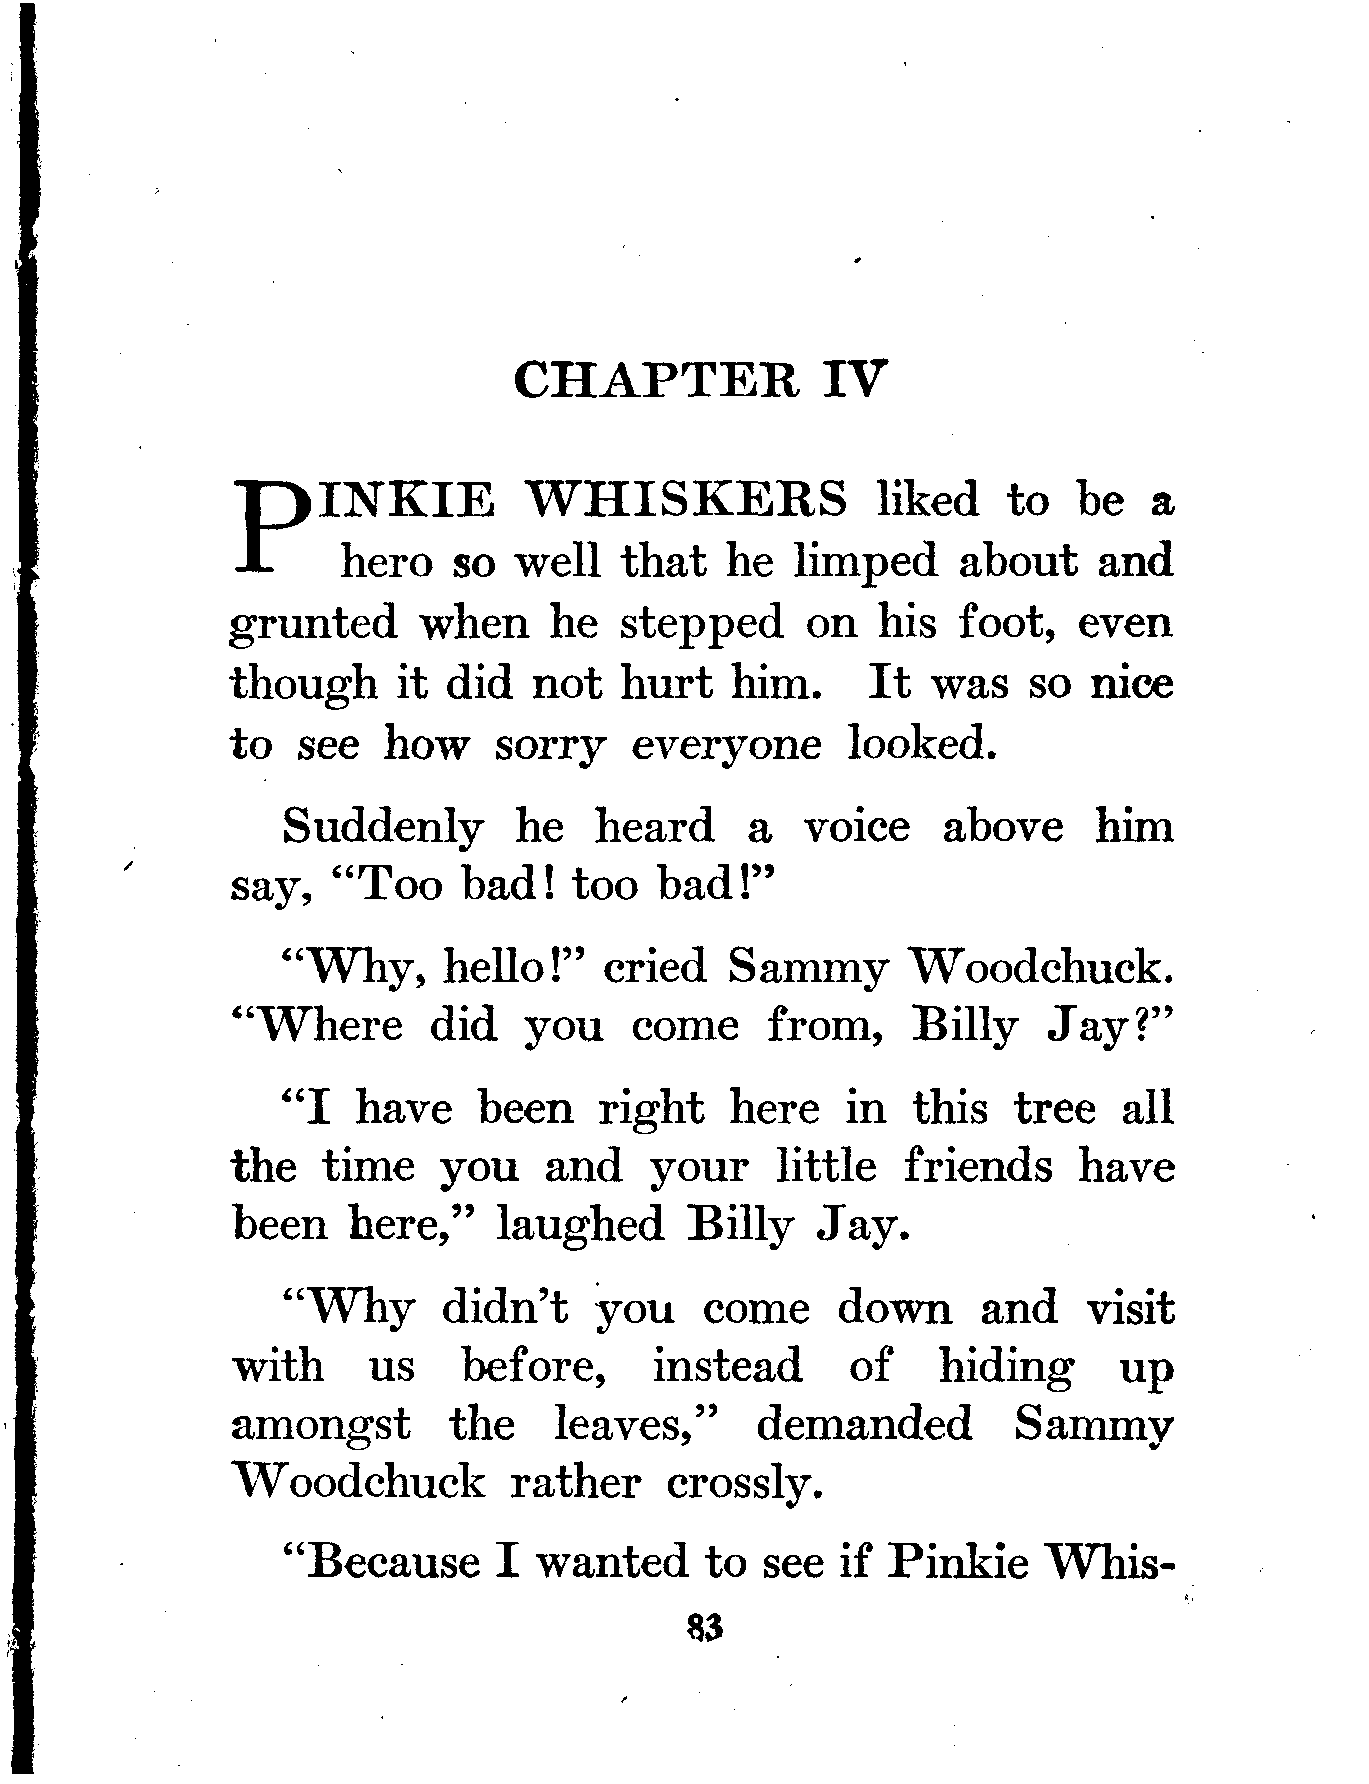 CHAPTER IV
PINKIE WHISKERS liked to be a
hero so well that he limped about and
grunted when he stepped on his foot, even
though it did not hurt him. It was so nice
to see how sorry everyone looked.
Suddenly he heard a voice above him
say, “Too bad! too bad!”
“Why, hello!” cried Sammy Woodchuck.
“Where did you come from, Billy Jay?”
“I have been right here in this tree all
the time you and your little friends have
been here,” laughed Billy Jay.
“Why didn’t you come down and visit
with us before, instead of hiding up
amongst the leaves,” demanded Sammy
Woodchuck rather crossly.
“Because I wanted to see if Pinkie Whis-
83